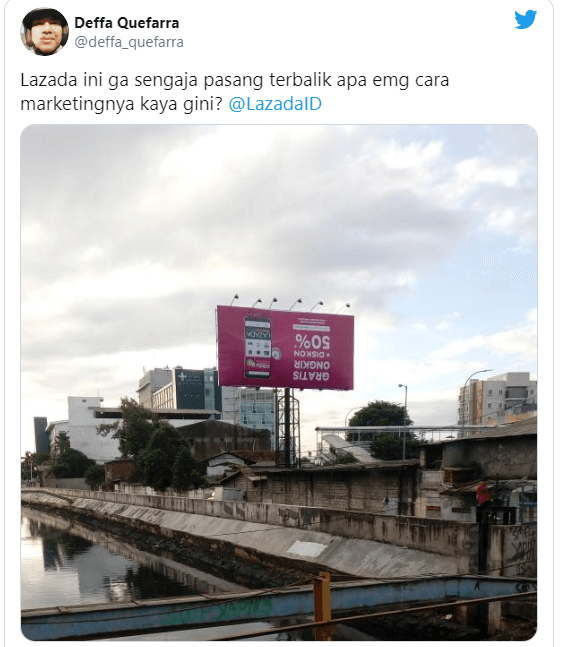 Deffa Quefarra
@deffa_quefarra
Lazada ini ga sengaja pasang terbalik apa emg cara
marketingnya kaya gini? @LazadaID
GRATIS
ONGKIR
+ DISKON
50%
LAZADA